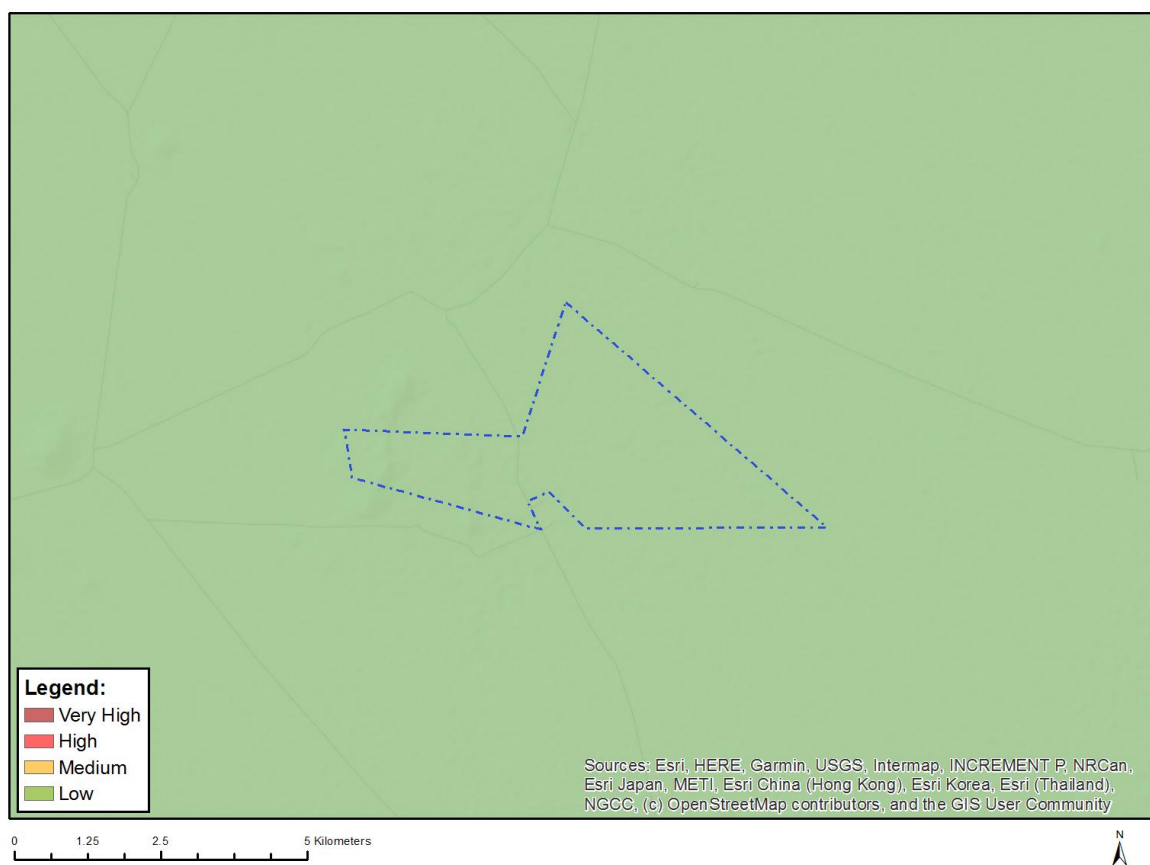 Legend:
Very High
High
Medium
Low
Sources: Esri, HERE, Garmin, USGS, Intermap, INCREMENT P, NRCan,
Esri Japan, METI, Esri China (Hong Kong), Esri Korea, Esri (Thailand),
NGCC, (c) OpenStreetMap contributors, and the GIS User Community
0 1.25 2.5 5 Kilometers
N